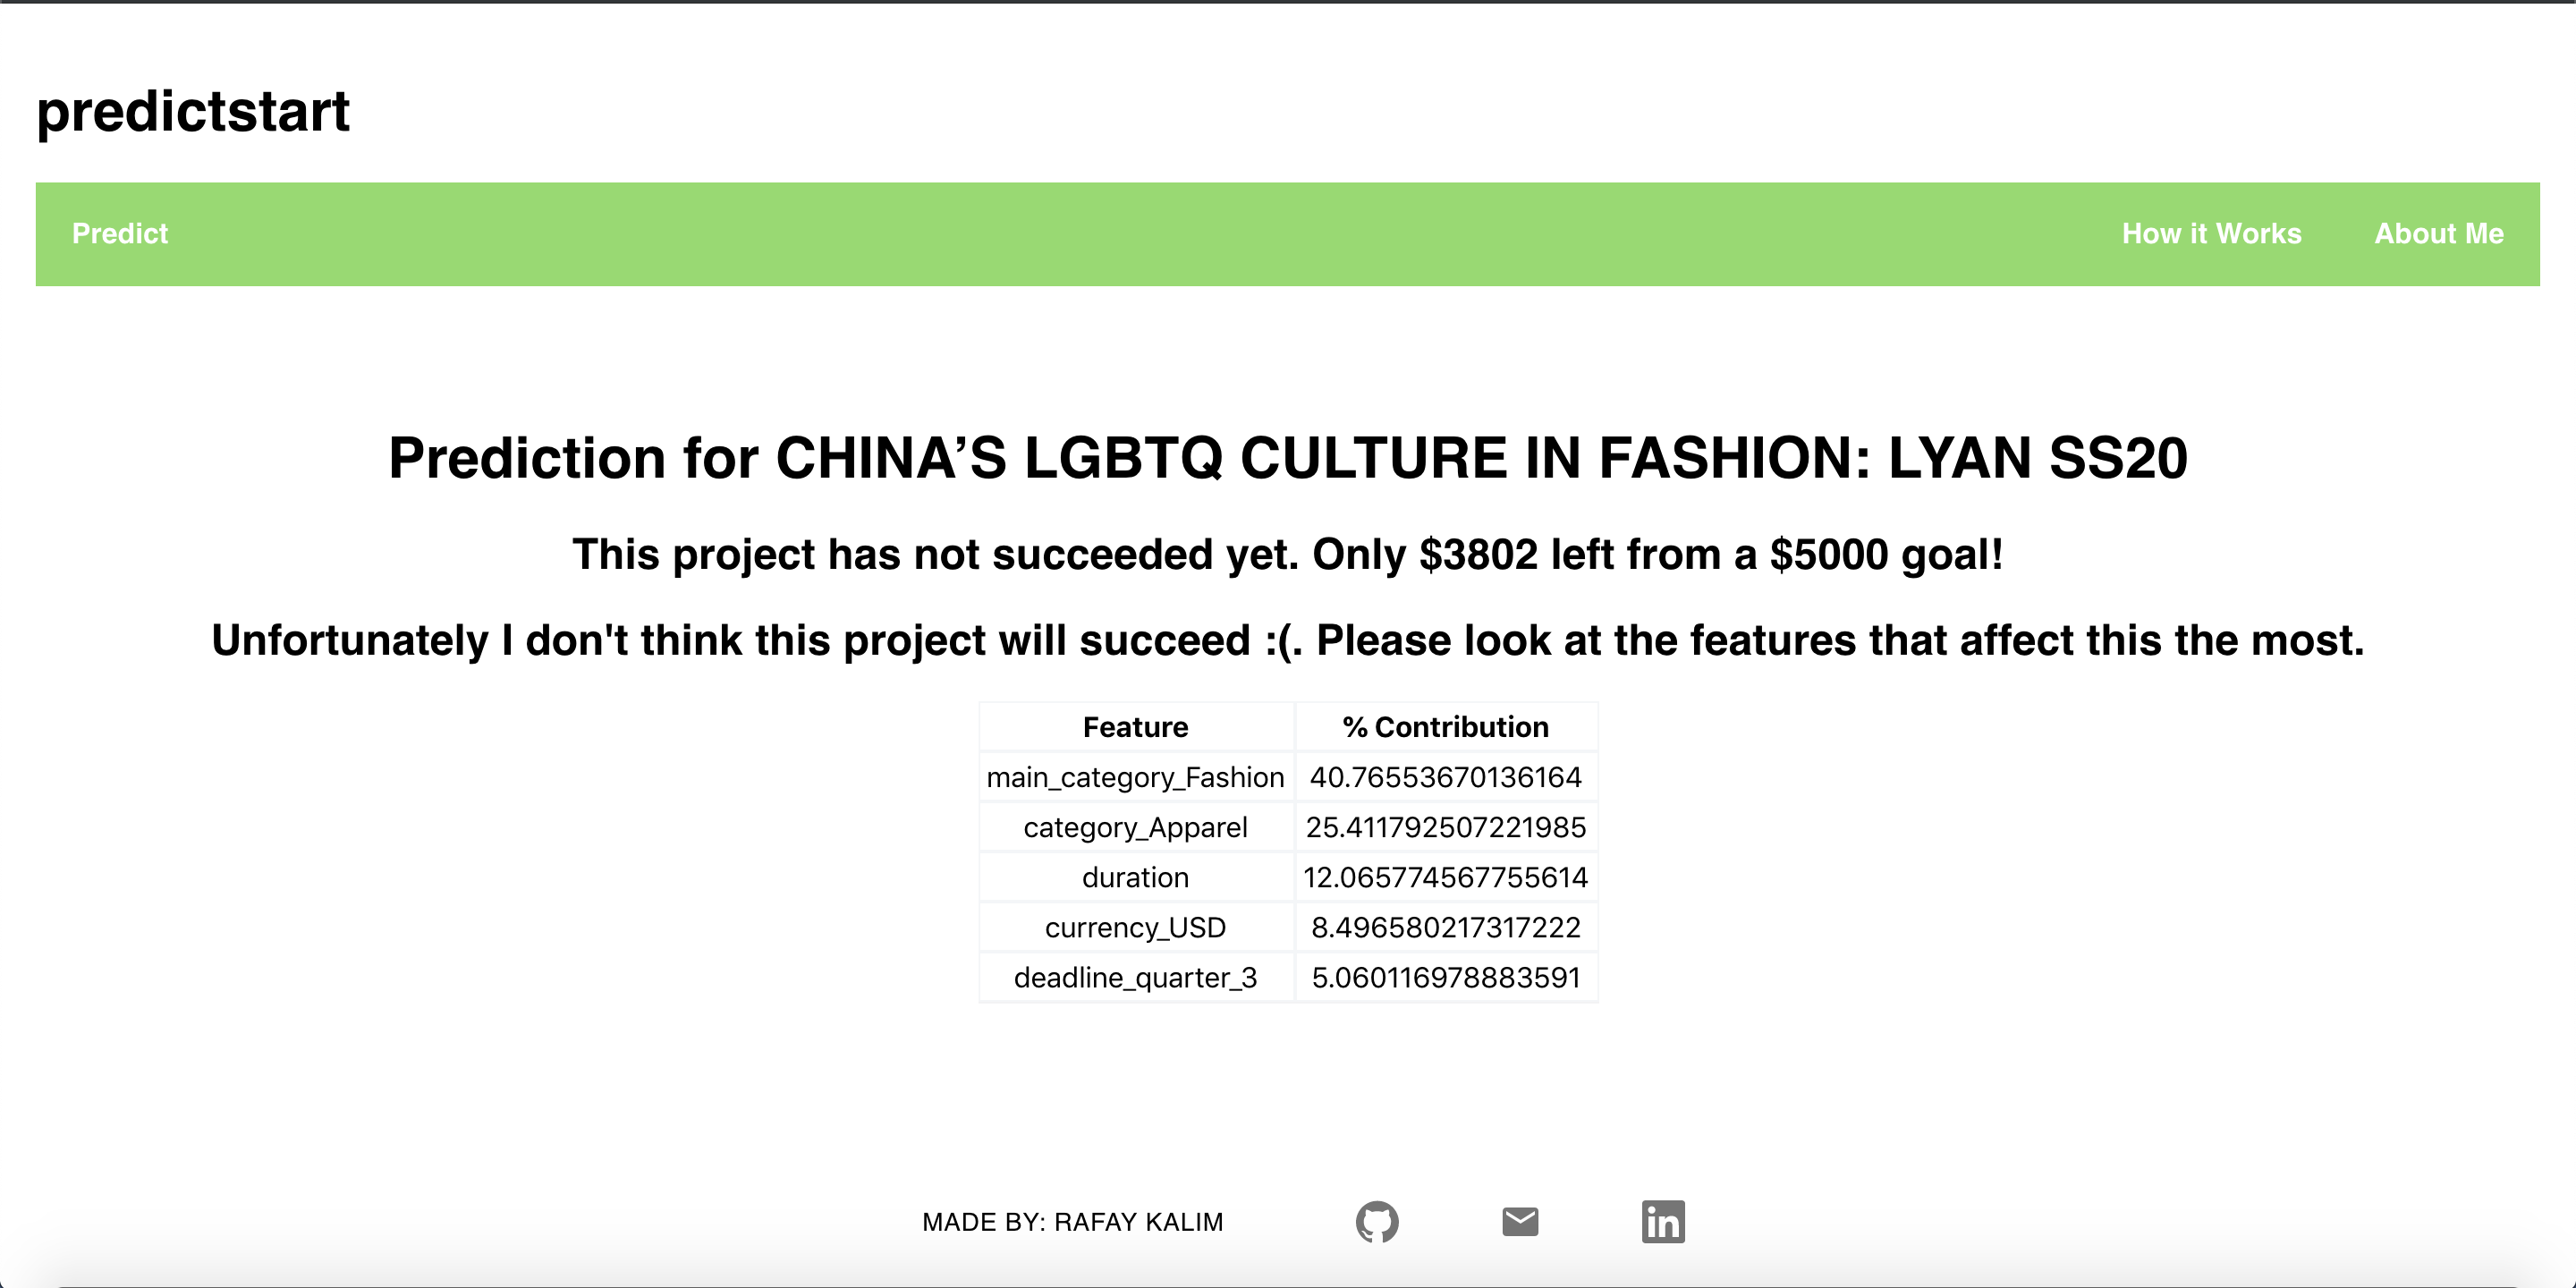 predictstart
Predict How it Works About Me
Prediction for CHINA’S LGBTQ CULTURE IN FASHION: LYAN SS20
This project has not succeeded yet. Only $3802 left from a $5000 goal!
Unfortunately I don't think this project will succeed :(. Please look at the features that affect this the most.
Feature % Contribution
main_category_Fashion 40.76553670136164
category_Apparel 25.411792507221985
duration 12.065774567755614
currency_USD 8.496580217317222
deadline_quarter_3 5.060116978883591
MADE BY: RAFAY KALIM
in